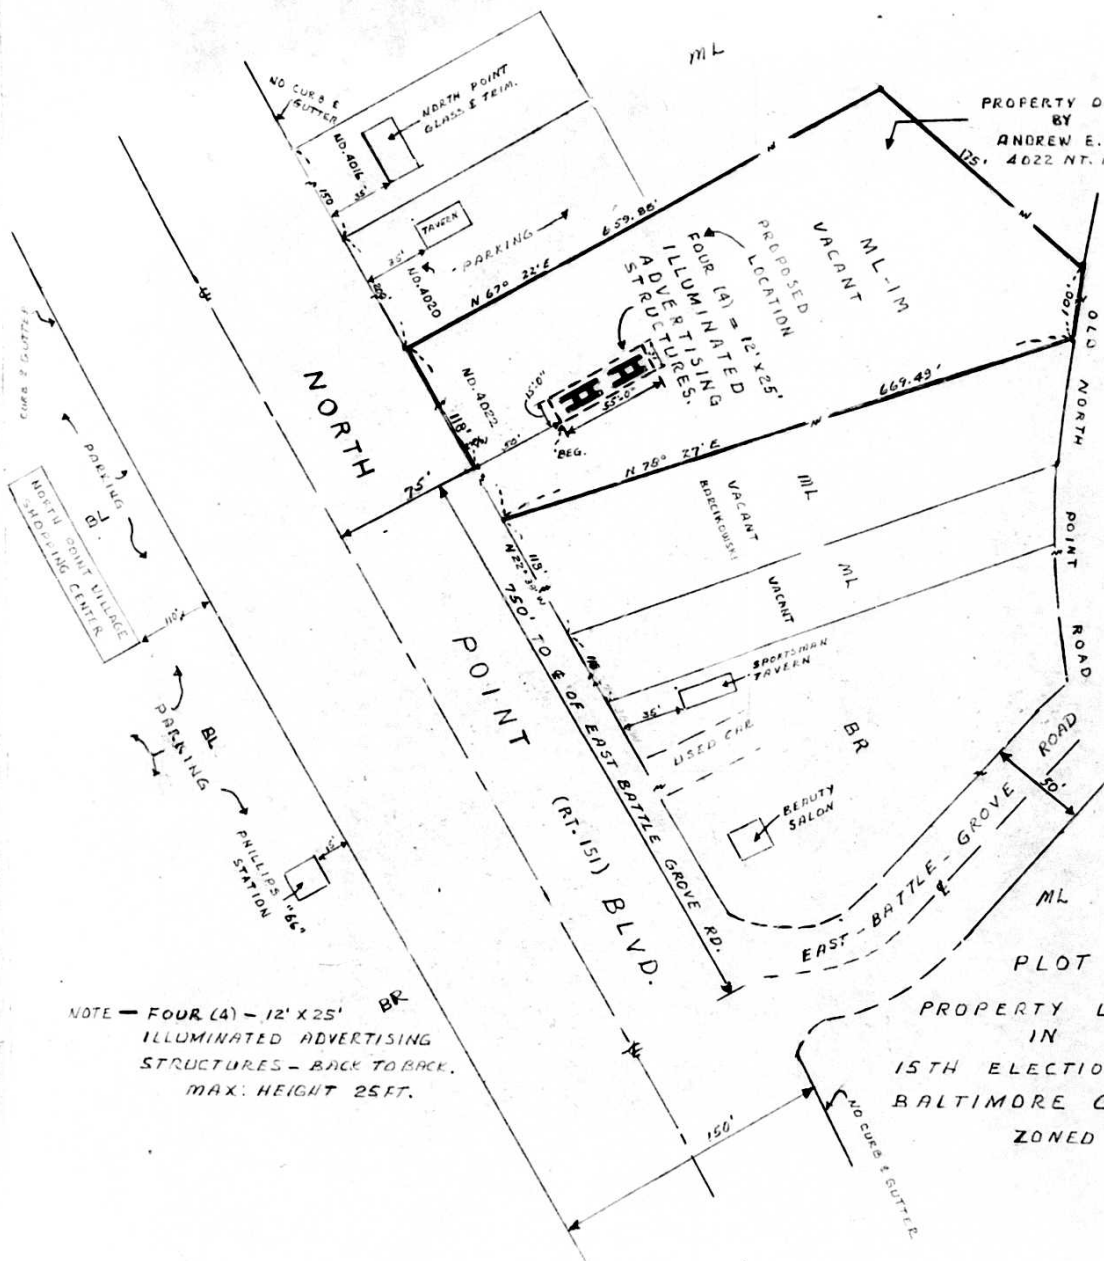 ML
NO CURB &
GUTTER
NORTH POINT
GLASS & TRIM.
NO. 4016
35'
150
PROPERTY O
BY
ANDREW E.
4022 NT.
175'
TAVERN
PARKING
35'
NO. 4020
200'
N 67° 22' E
659.88'
ML-1M
VACANT
PROPOSED
LOCATION
FOUR (4) = 12' X 25'
ILLUMINATED
ADVERTISING
STRUCTURES.
100'
OLD
NORTH
POINT
ROAD
CURB & GUTTER
NORTH
NO. 4022
118'
15'-0"
55'-0"
50'
BEG.
669.49'
N 78° 27' E
75'
PARKING
BL
NORTH POINT VILLAGE
SHOPPING CENTER
110'±
VACANT
BARCIKOWSKI
ML
118'
750' TO ℄ OF EAST BATTLE GROVE RD.
VACANT
ML
POINT
SPORTSMAN
TAVERN
35'
USED CAR
BR
PARKING
BL
BEAUTY
SALON
PHILLIPS "66"
STATION
15'
(RT. 151)
BLVD.
EAST - BATTLE - GROVE ROAD
50'
℄
ML
BR
NOTE — FOUR (4) - 12' X 25'
ILLUMINATED ADVERTISING
STRUCTURES - BACK TO BACK.
MAX. HEIGHT 25 FT.
PLOT
PROPERTY L
IN
15TH ELECTIO
BALTIMORE C
ZONED
150'
NO CURB & GUTTER